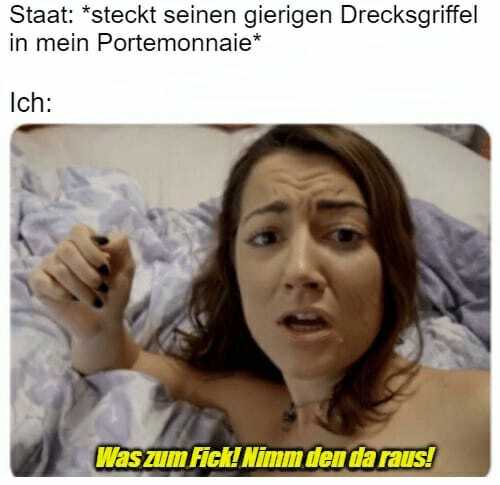 Staat: *steckt seinen gierigen Drecksgriffel
in mein Portemonnaie*
Ich:
Was zum Fick! Nimm den da raus!